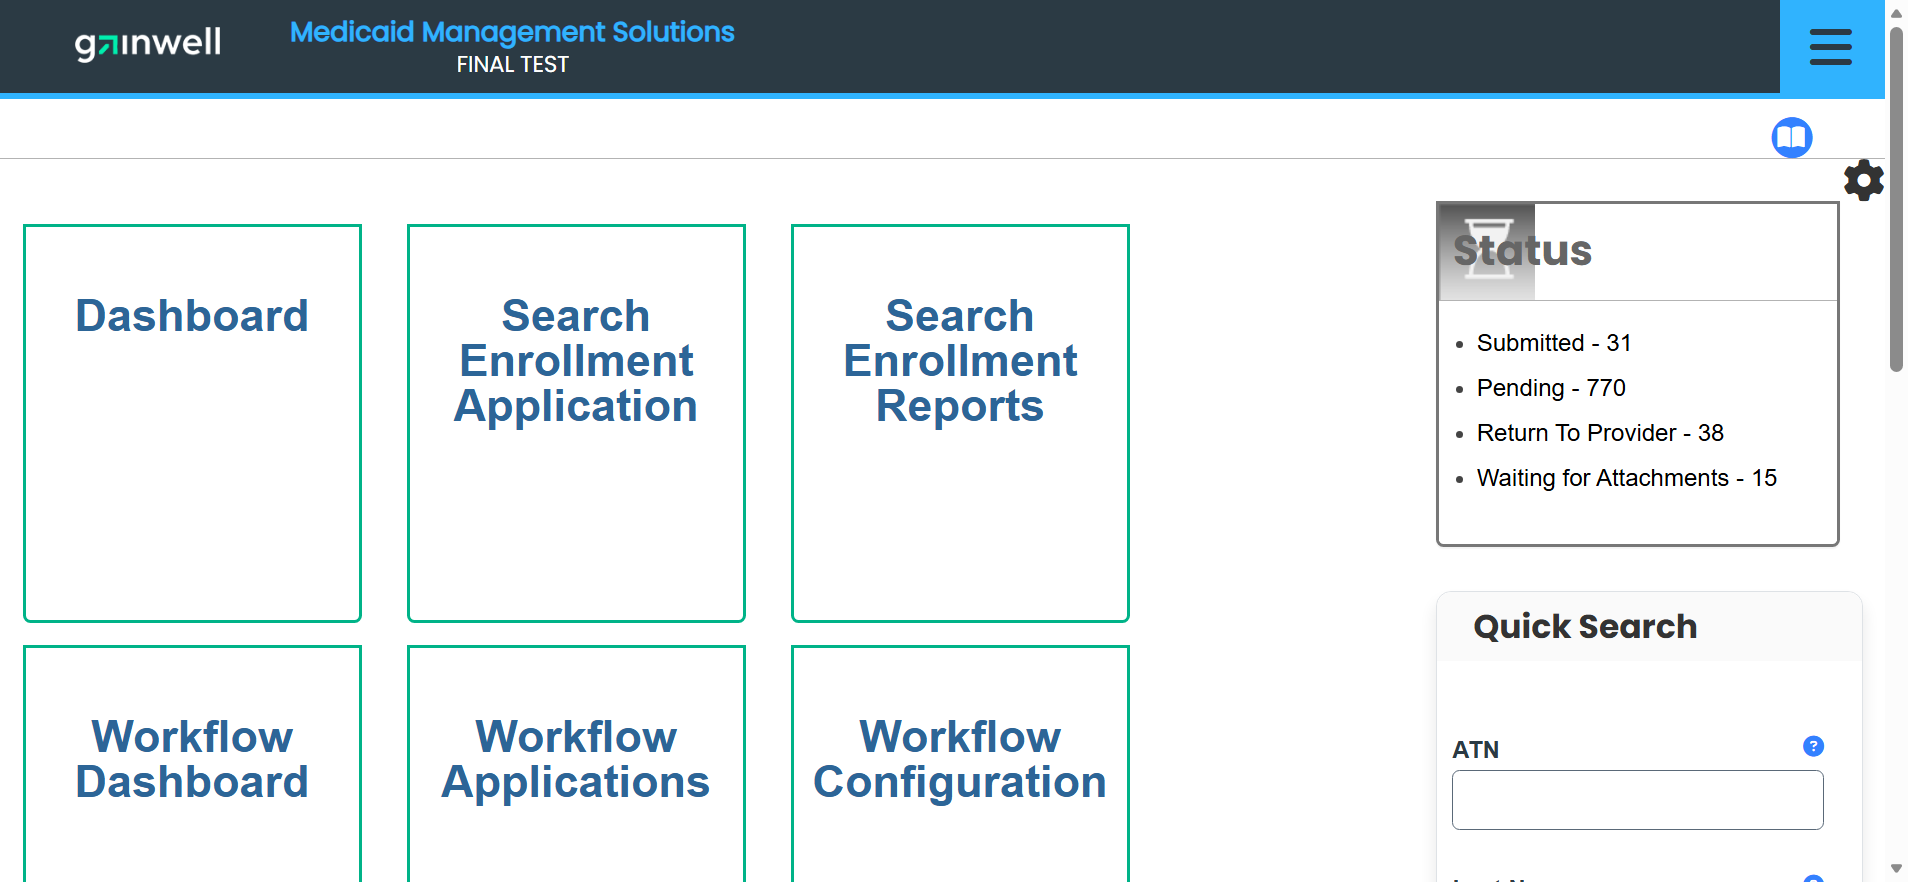 gainwell
Medicaid Management Solutions
FINAL TEST
Dashboard
Search
Enrollment
Application
Search
Enrollment
Reports
Workflow
Dashboard
Workflow
Applications
Workflow
Configuration
Status
Submitted - 31
Pending - 770
Return To Provider - 38
Waiting for Attachments - 15
Quick Search
ATN
?